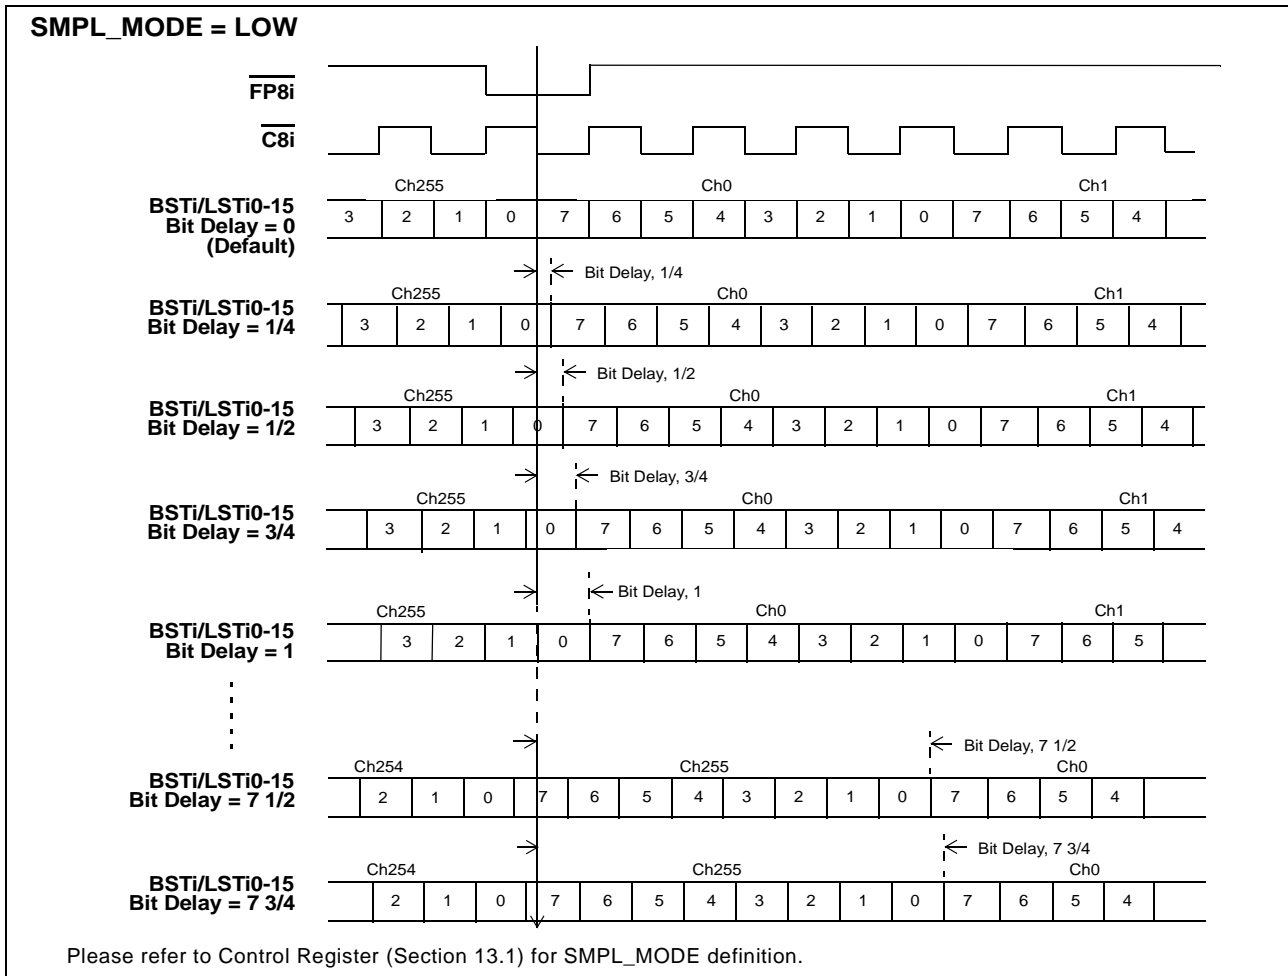 SMPL_MODE = LOW
FP8i
C8i
Ch255 Ch0 Ch1
BSTi/LSTi0-15
Bit Delay = 0
(Default)
3 2 1 0 7 6 5 4 3 2 1 0 7 6 5 4
Bit Delay, 1/4
Ch255 Ch0 Ch1
BSTi/LSTi0-15
Bit Delay = 1/4
3 2 1 0 7 6 5 4 3 2 1 0 7 6 5 4
Bit Delay, 1/2
Ch255 Ch0 Ch1
BSTi/LSTi0-15
Bit Delay = 1/2
3 2 1 0 7 6 5 4 3 2 1 0 7 6 5 4
Bit Delay, 3/4
Ch255 Ch0 Ch1
BSTi/LSTi0-15
Bit Delay = 3/4
3 2 1 0 7 6 5 4 3 2 1 0 7 6 5 4
Bit Delay, 1
Ch255 Ch0 Ch1
BSTi/LSTi0-15
Bit Delay = 1
3 2 1 0 7 6 5 4 3 2 1 0 7 6 5
Bit Delay, 7 1/2
Ch254 Ch255 Ch0
BSTi/LSTi0-15
Bit Delay = 7 1/2
2 1 0 7 6 5 4 3 2 1 0 7 6 5 4
Bit Delay, 7 3/4
Ch254 Ch255 Ch0
BSTi/LSTi0-15
Bit Delay = 7 3/4
2 1 0 7 6 5 4 3 2 1 0 7 6 5 4
Please refer to Control Register (Section 13.1) for SMPL_MODE definition.